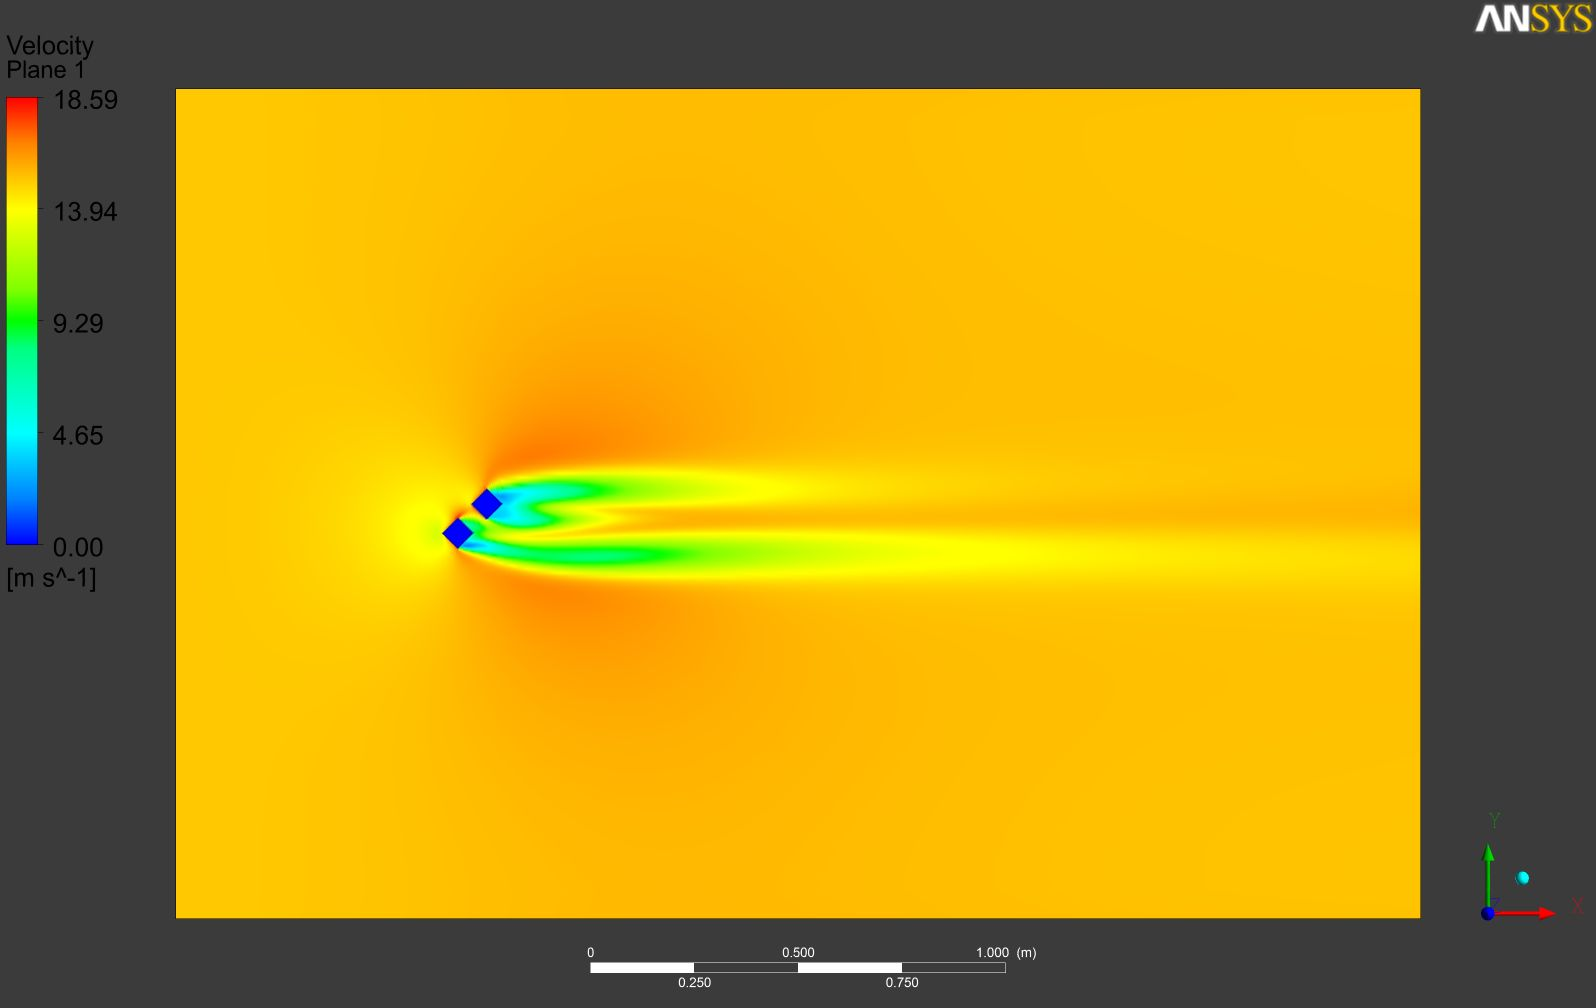 ANSYS
Velocity
Plane 1
18.59
13.94
9.29
4.65
0.00
[m s^-1]
0 0.500 1.000 (m)
0.250 0.750
Y
Z
X